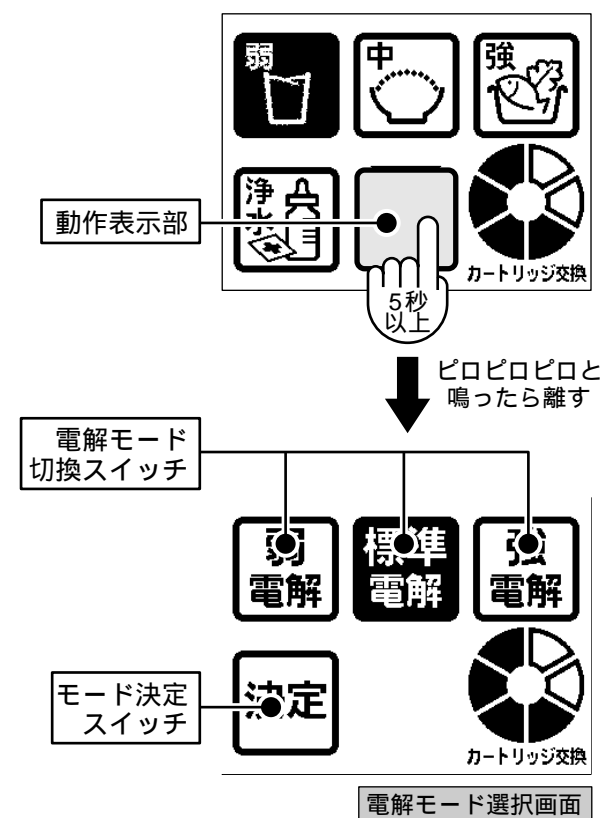 弱
中
強
浄
水
動作表示部
カートリッジ交換
5秒
以上
ピロピロピロと
鳴ったら離す
電解モード
切換スイッチ
弱
電解
標準
電解
強
電解
モード決定
スイッチ
決定
カートリッジ交換
電解モード選択画面